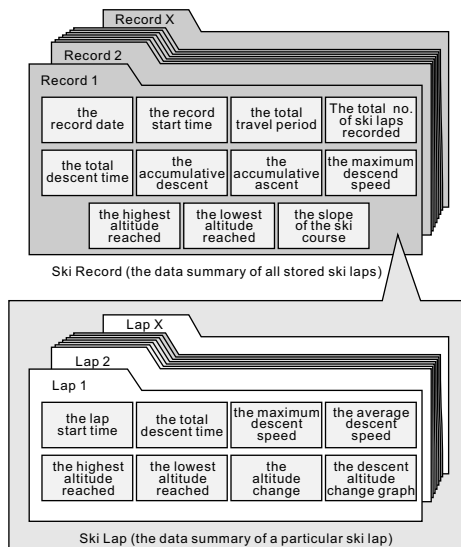 Record X
Record 2
Record 1
the
record date
the record
start time
the total
travel period
The total no.
of ski laps
recorded
the total
descent time
the
accumulative
descent
the
accumulative
ascent
the maximum
descend
speed
the highest
altitude
reached
the lowest
altitude
reached
the slope
of the ski
course
Ski Record (the data summary of all stored ski laps)
Lap X
Lap 2
Lap 1
the lap
start time
the total
descent time
the maximum
descent
speed
the average
descent
speed
the highest
altitude
reached
the lowest
altitude
reached
the
altitude
change
the descent
altitude
change graph
Ski Lap (the data summary of a particular ski lap)